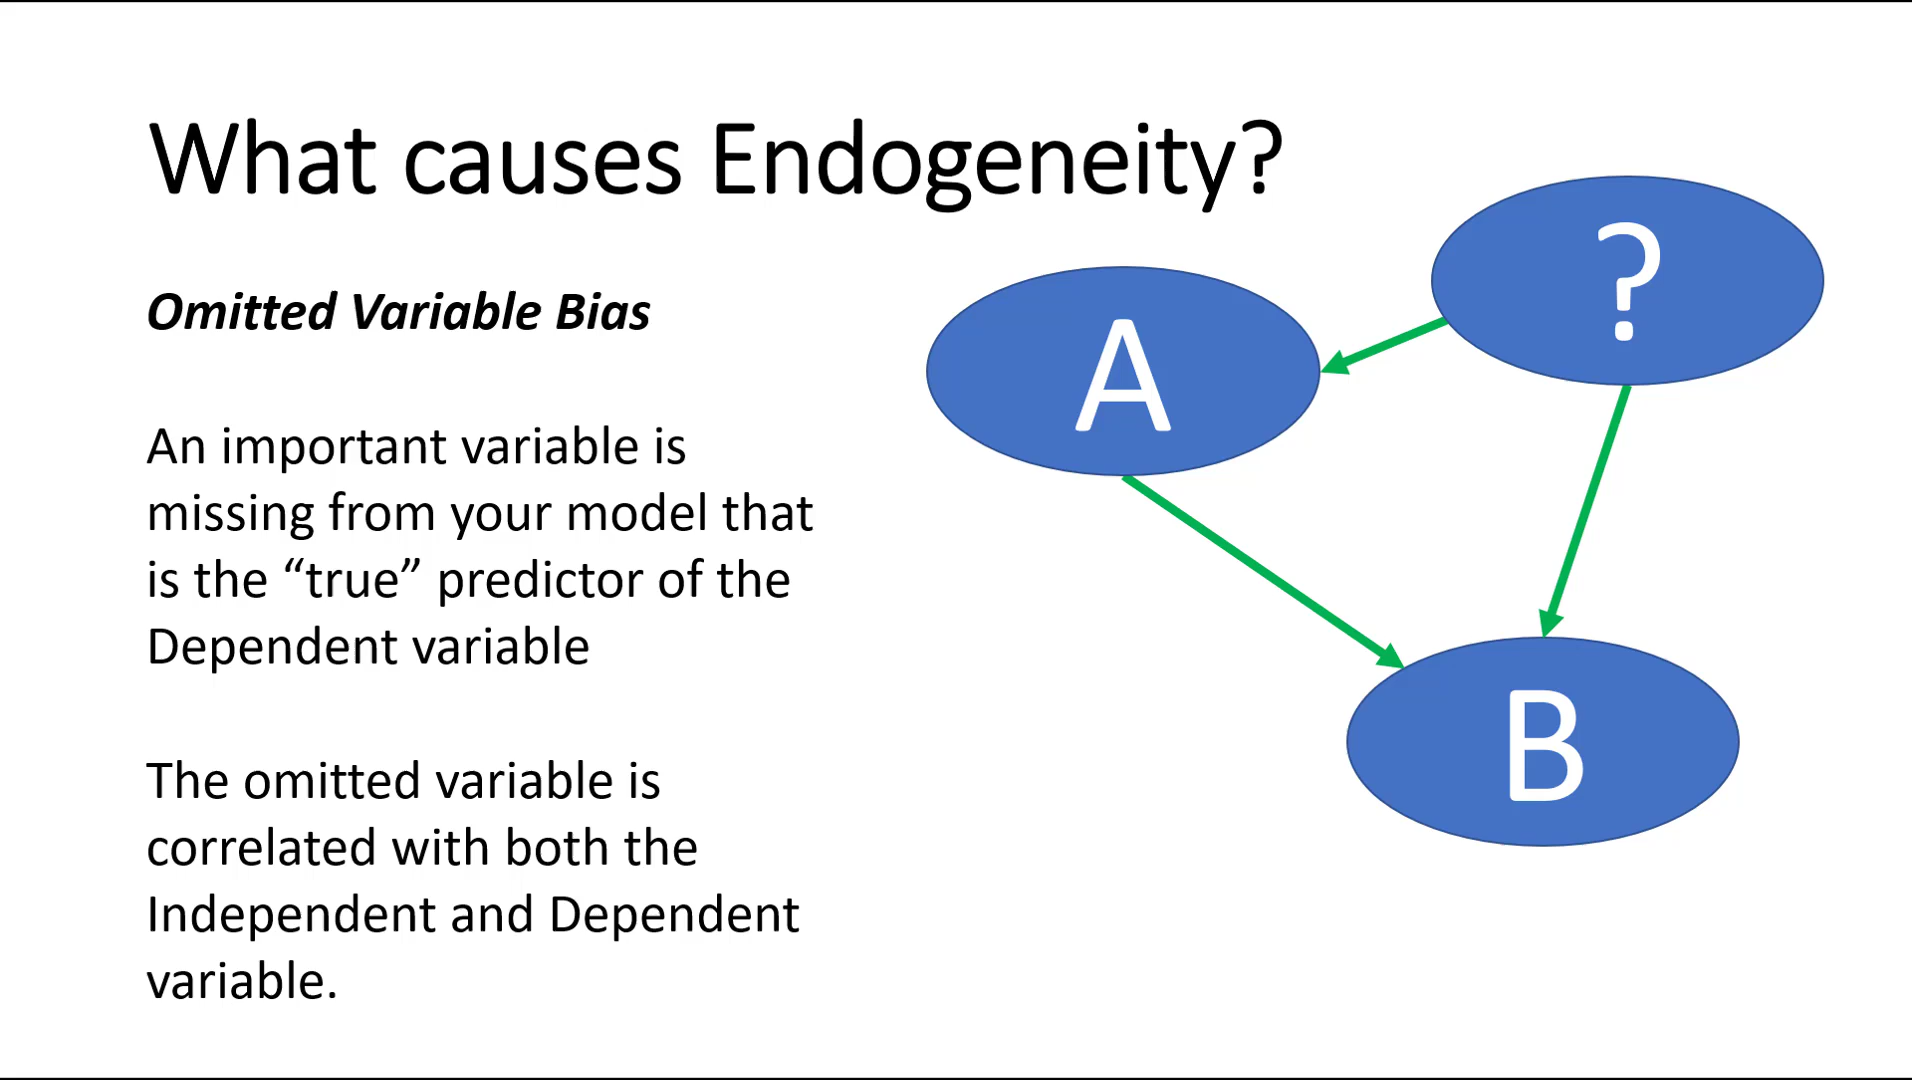 What causes Endogeneity?
Omitted Variable Bias
An important variable is
missing from your model that
is the “true” predictor of the
Dependent variable
The omitted variable is
correlated with both the
Independent and Dependent
variable.
?
A
B